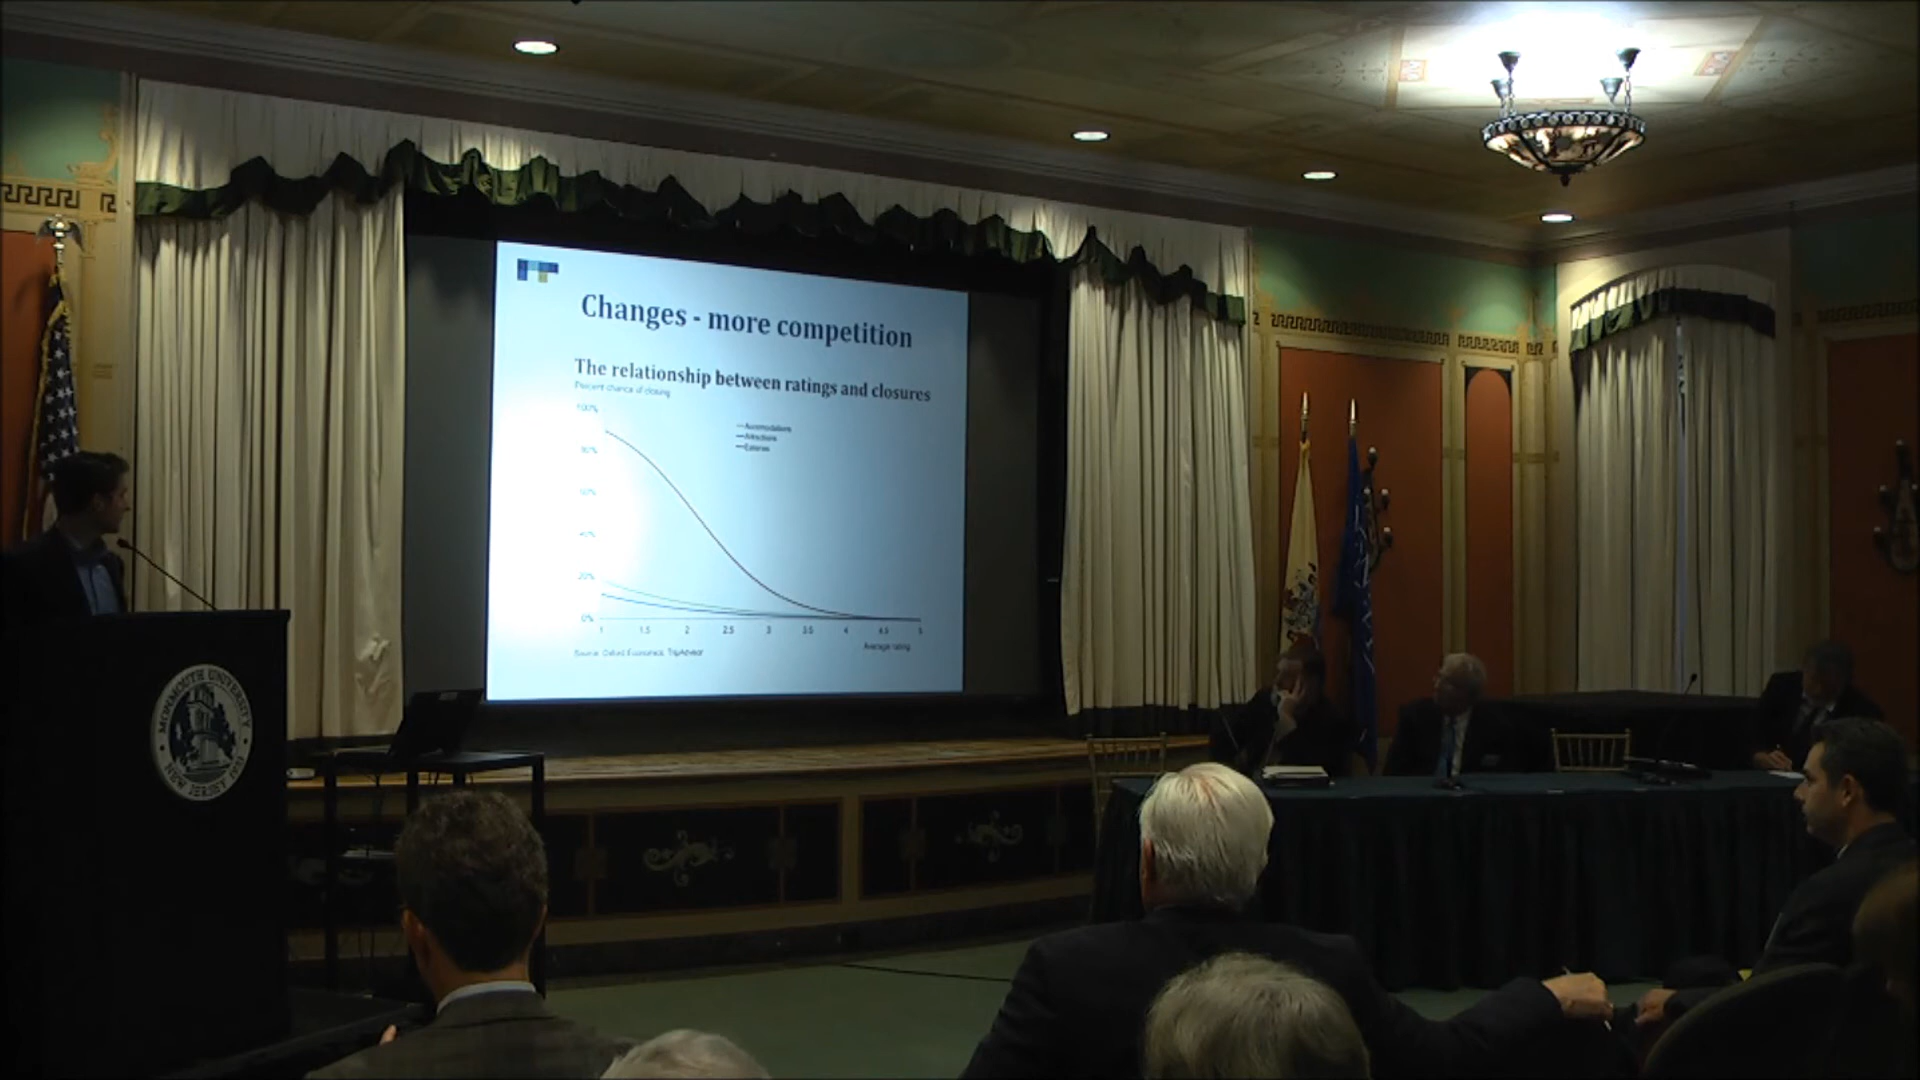 Changes - more competition
The relationship between ratings and closures
Percent chance of closing
100%
Accomodations
Attractions
Eateries
80%
60%
40%
20%
0%
1 1.5 2 2.5 3 3.5 4 4.5 5
Average rating
Source: Oxford Economics, TripAdvisor
MONMOUTH UNIVERSITY
NEW JERSEY 1933